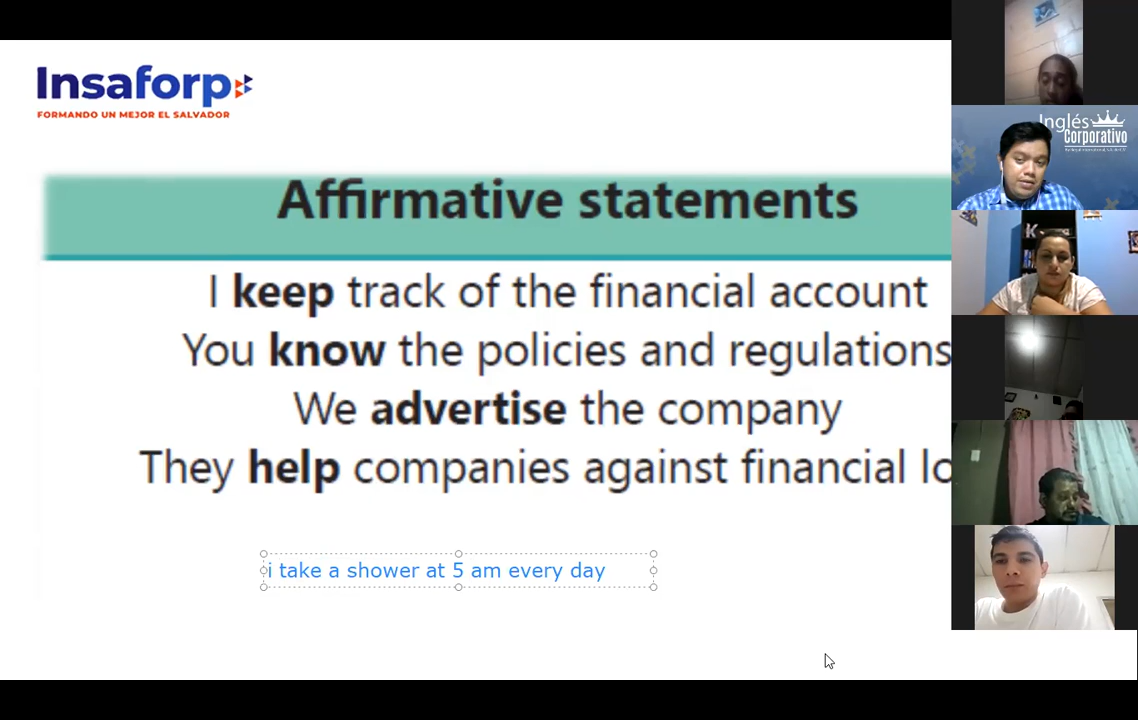 Insaforp
FORMANDO UN MEJOR EL SALVADOR
Affirmative statements
I keep track of the financial account
You know the policies and regulations
We advertise the company
They help companies against financial lo
i take a shower at 5 am every day
Inglés
Corporativo